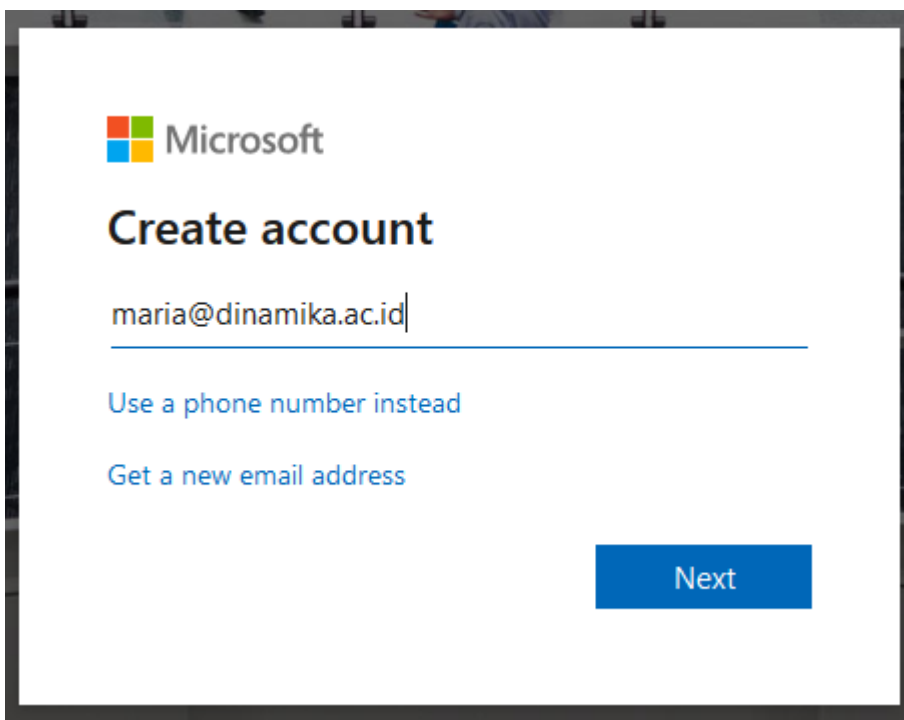 Microsoft
Create account
maria@dinamika.ac.id
Use a phone number instead
Get a new email address
Next